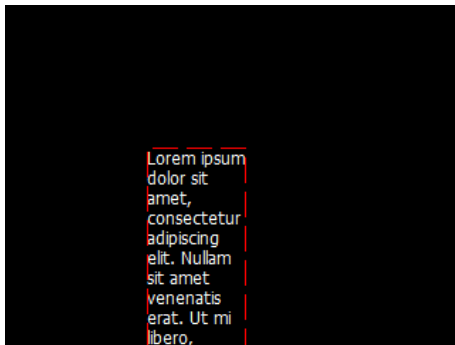 Lorem ipsum
dolor sit
amet,
consectetur
adipiscing
elit. Nullam
sit amet
venenatis
erat. Ut mi
libero,